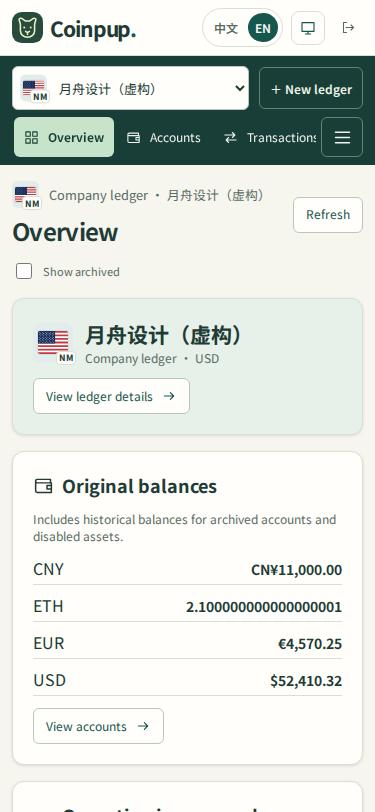 Coinpup.
中文
EN
NM
月舟设计（虚构）
+ New ledger
Overview
Accounts
Transactions
NM
Company ledger · 月舟设计（虚构）
Overview
Refresh
Show archived
NM
月舟设计（虚构）
Company ledger · USD
View ledger details →
Original balances
Includes historical balances for archived accounts and
disabled assets.
CNY CN¥11,000.00
ETH 2.100000000000000001
EUR €4,570.25
USD $52,410.32
View accounts →